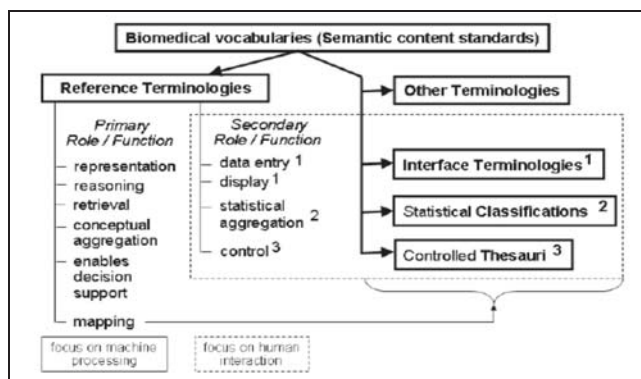 Biomedical vocabularies (Semantic content standards)
Reference Terminologies
Other Terminologies
Primary
Role / Function
representation
reasoning
retrieval
conceptual
aggregation
enables
decision
support
mapping
Secondary
Role / Function
data entry 1
display 1
statistical
aggregation 2
control 3
Interface Terminologies 1
Statistical Classifications 2
Controlled Thesauri 3
focus on machine
processing
focus on human
interaction